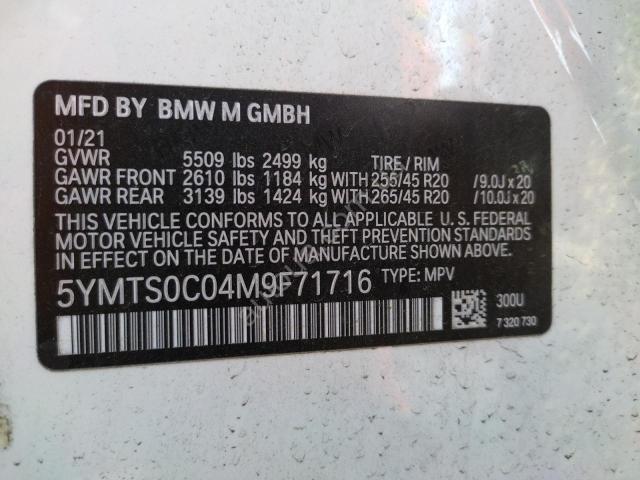 MFD BY BMW M GMBH
01/21
GVWR 5509 lbs 2499 kg TIRE / RIM
GAWR FRONT 2610 lbs 1184 kg WITH 255/45 R20 /9.0J x 20
GAWR REAR 3139 lbs 1424 kg WITH 265/45 R20 /10.0J x 20
THIS VEHICLE CONFORMS TO ALL APPLICABLE U. S. FEDERAL
MOTOR VEHICLE SAFETY AND THEFT PREVENTION STANDARDS
IN EFFECT ON THE DATE OF MANUFACTURE SHOWN ABOVE.
5YMTS0C04M9F71716 TYPE: MPV
300U
7 320 730